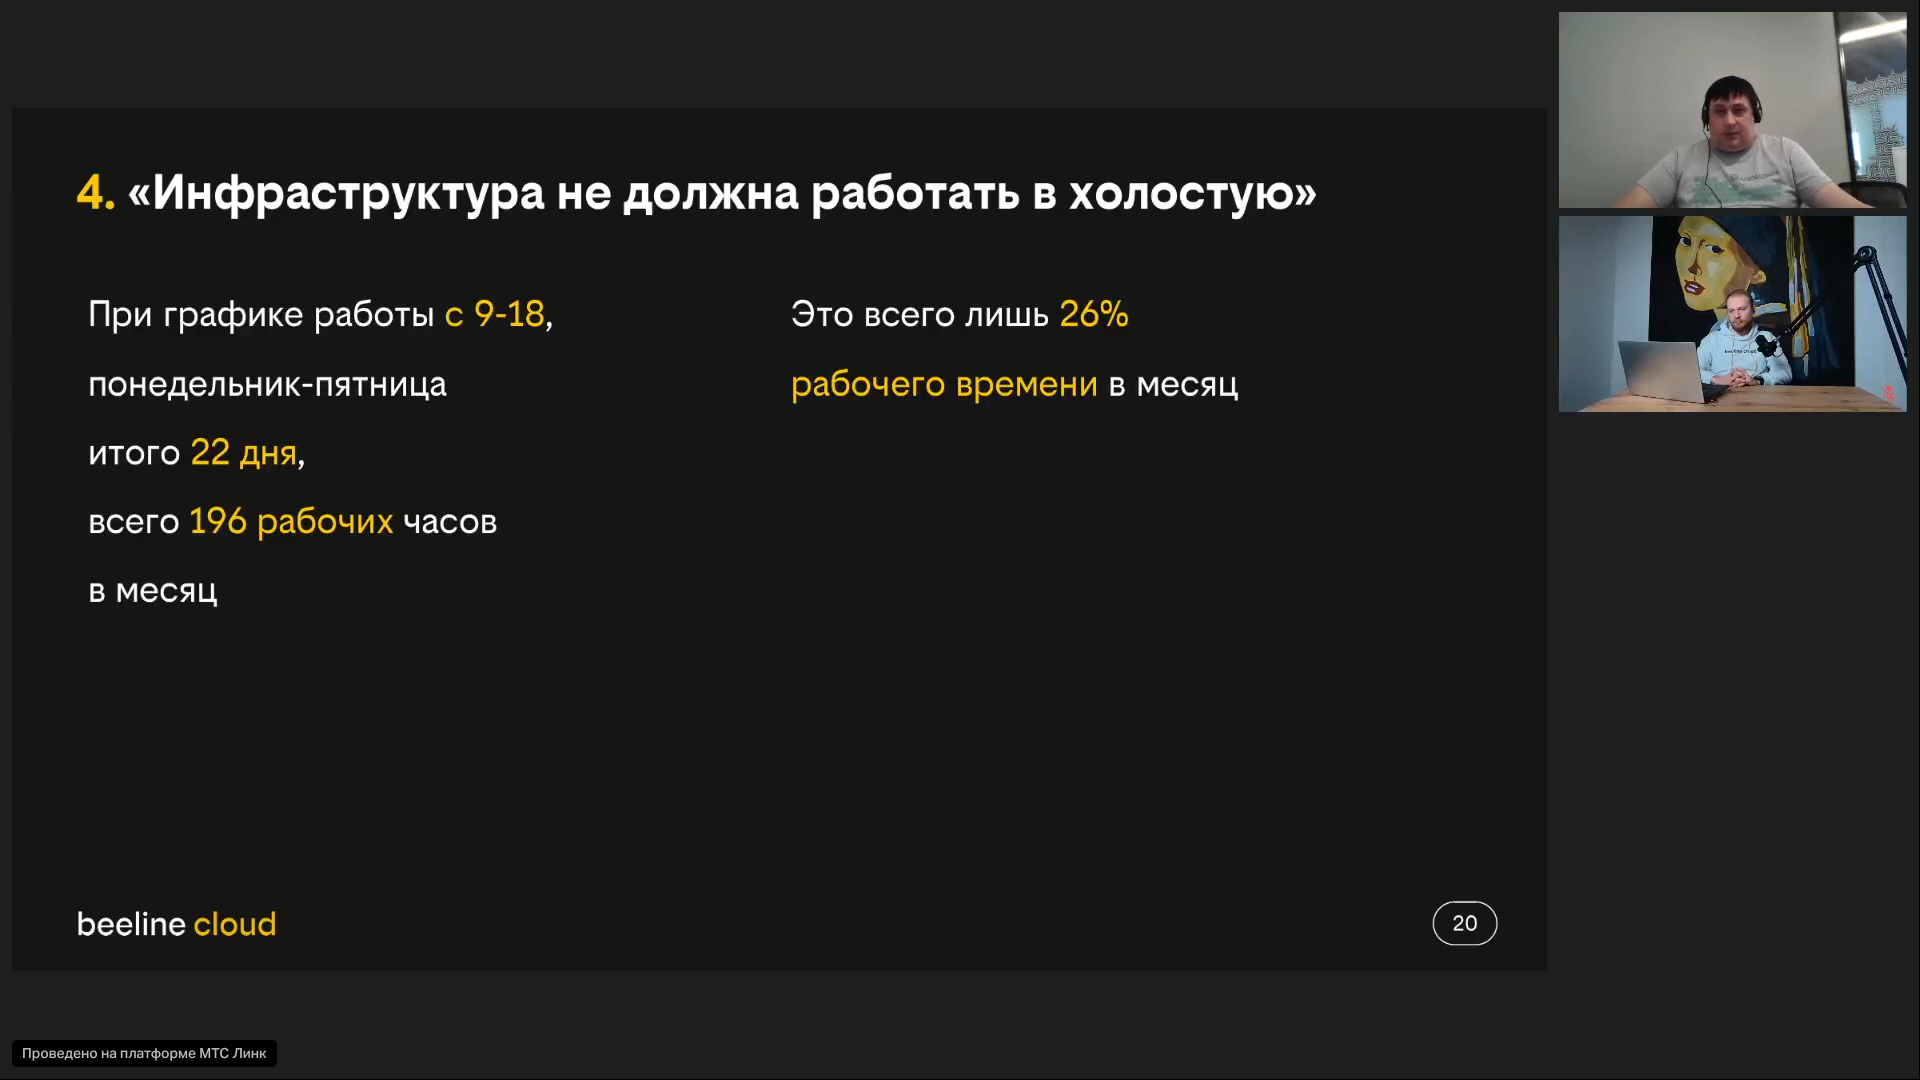 4. «Инфраструктура не должна работать в холостую»
При графике работы с 9-18,
понедельник-пятница
итого 22 дня,
всего 196 рабочих часов
в месяц
Это всего лишь 26%
рабочего времени в месяц
beeline cloud
20
Проведено на платформе МТС Линк